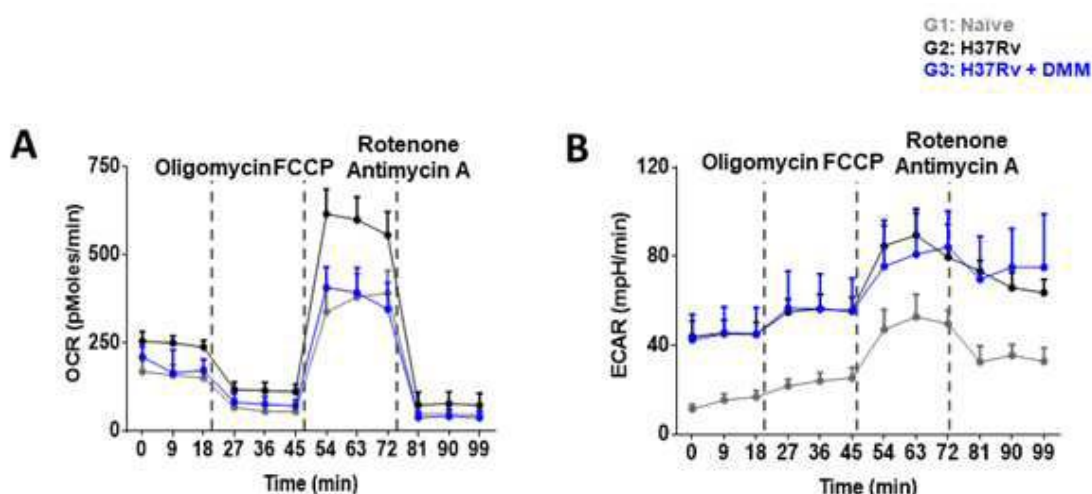 G1: Naïve
G2: H37Rv
G3: H37Rv + DMM
A
Oligomycin FCCP
Rotenone
Antimycin A
OCR (pMoles/min)
750
500
250
0
0 9 18 27 36 45 54 63 72 81 90 99
Time (min)
B
Oligomycin FCCP
Rotenone
Antimycin A
ECAR (mpH/min)
120
80
40
0
0 9 18 27 36 45 54 63 72 81 90 99
Time (min)